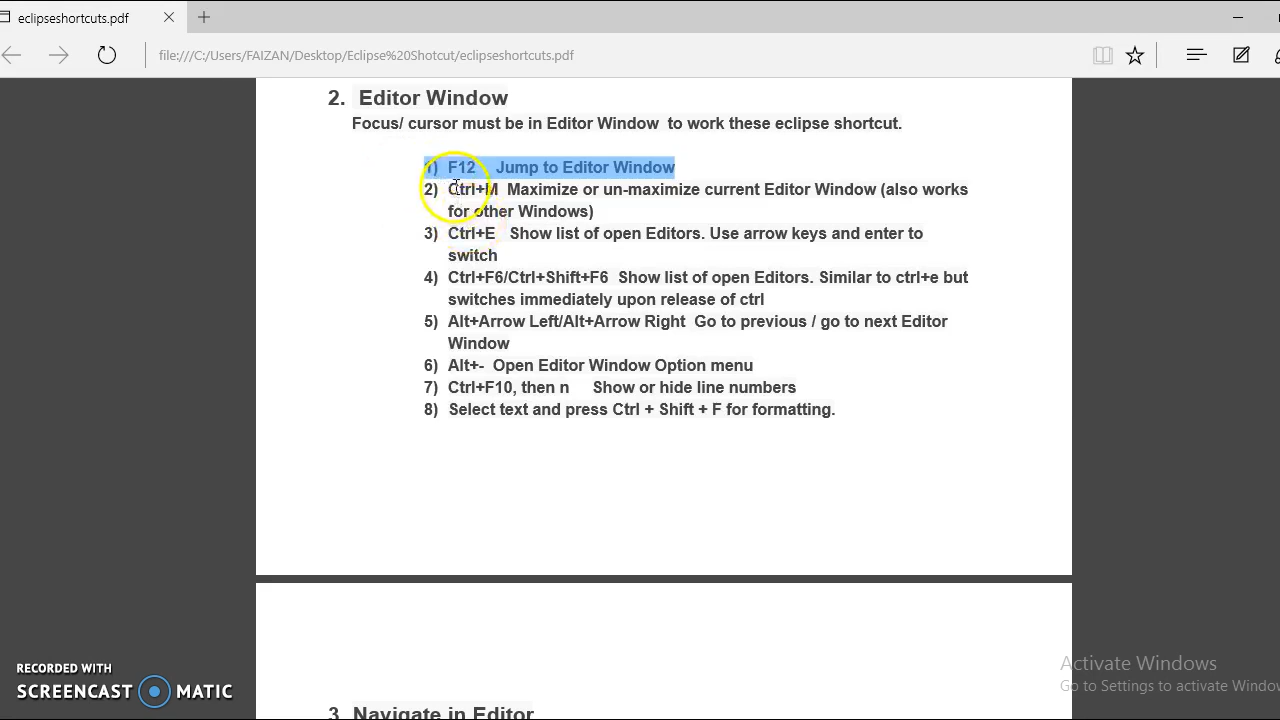 eclipseshortcuts.pdf
file:///C:/Users/FAIZAN/Desktop/Eclipse%20Shotcut/eclipseshortcuts.pdf
2. Editor Window
Focus/ cursor must be in Editor Window to work these eclipse shortcut.
1) F12 Jump to Editor Window
2) Ctrl+M Maximize or un-maximize current Editor Window (also works
for other Windows)
3) Ctrl+E Show list of open Editors. Use arrow keys and enter to
switch
4) Ctrl+F6/Ctrl+Shift+F6 Show list of open Editors. Similar to ctrl+e but
switches immediately upon release of ctrl
5) Alt+Arrow Left/Alt+Arrow Right Go to previous / go to next Editor
Window
6) Alt+- Open Editor Window Option menu
7) Ctrl+F10, then n Show or hide line numbers
8) Select text and press Ctrl + Shift + F for formatting.
Activate Windows
Go to Settings to activate Window
RECORDED WITH
SCREENCAST MATIC
3 Navigate in Editor